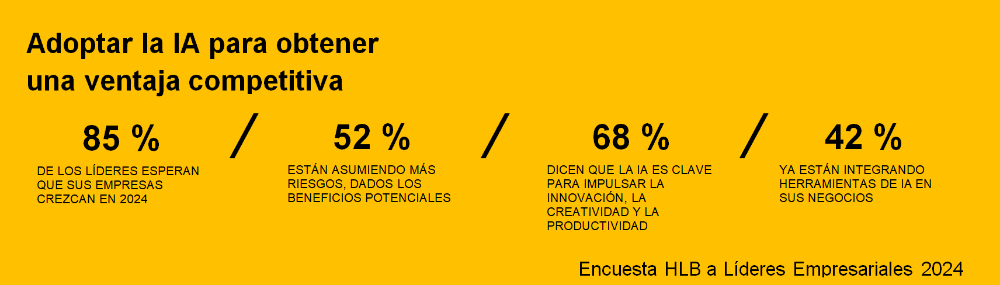 Adoptar la IA para obtener
una ventaja competitiva
85 %
DE LOS LÍDERES ESPERAN
QUE SUS EMPRESAS
CREZCAN EN 2024
52 %
ESTÁN ASUMIENDO MÁS
RIESGOS, DADOS LOS
BENEFICIOS POTENCIALES
68 %
DICEN QUE LA IA ES CLAVE
PARA IMPULSAR LA
INNOVACIÓN, LA
CREATIVIDAD Y LA
PRODUCTIVIDAD
42 %
YA ESTÁN INTEGRANDO
HERRAMIENTAS DE IA EN
SUS NEGOCIOS
Encuesta HLB a Líderes Empresariales 2024